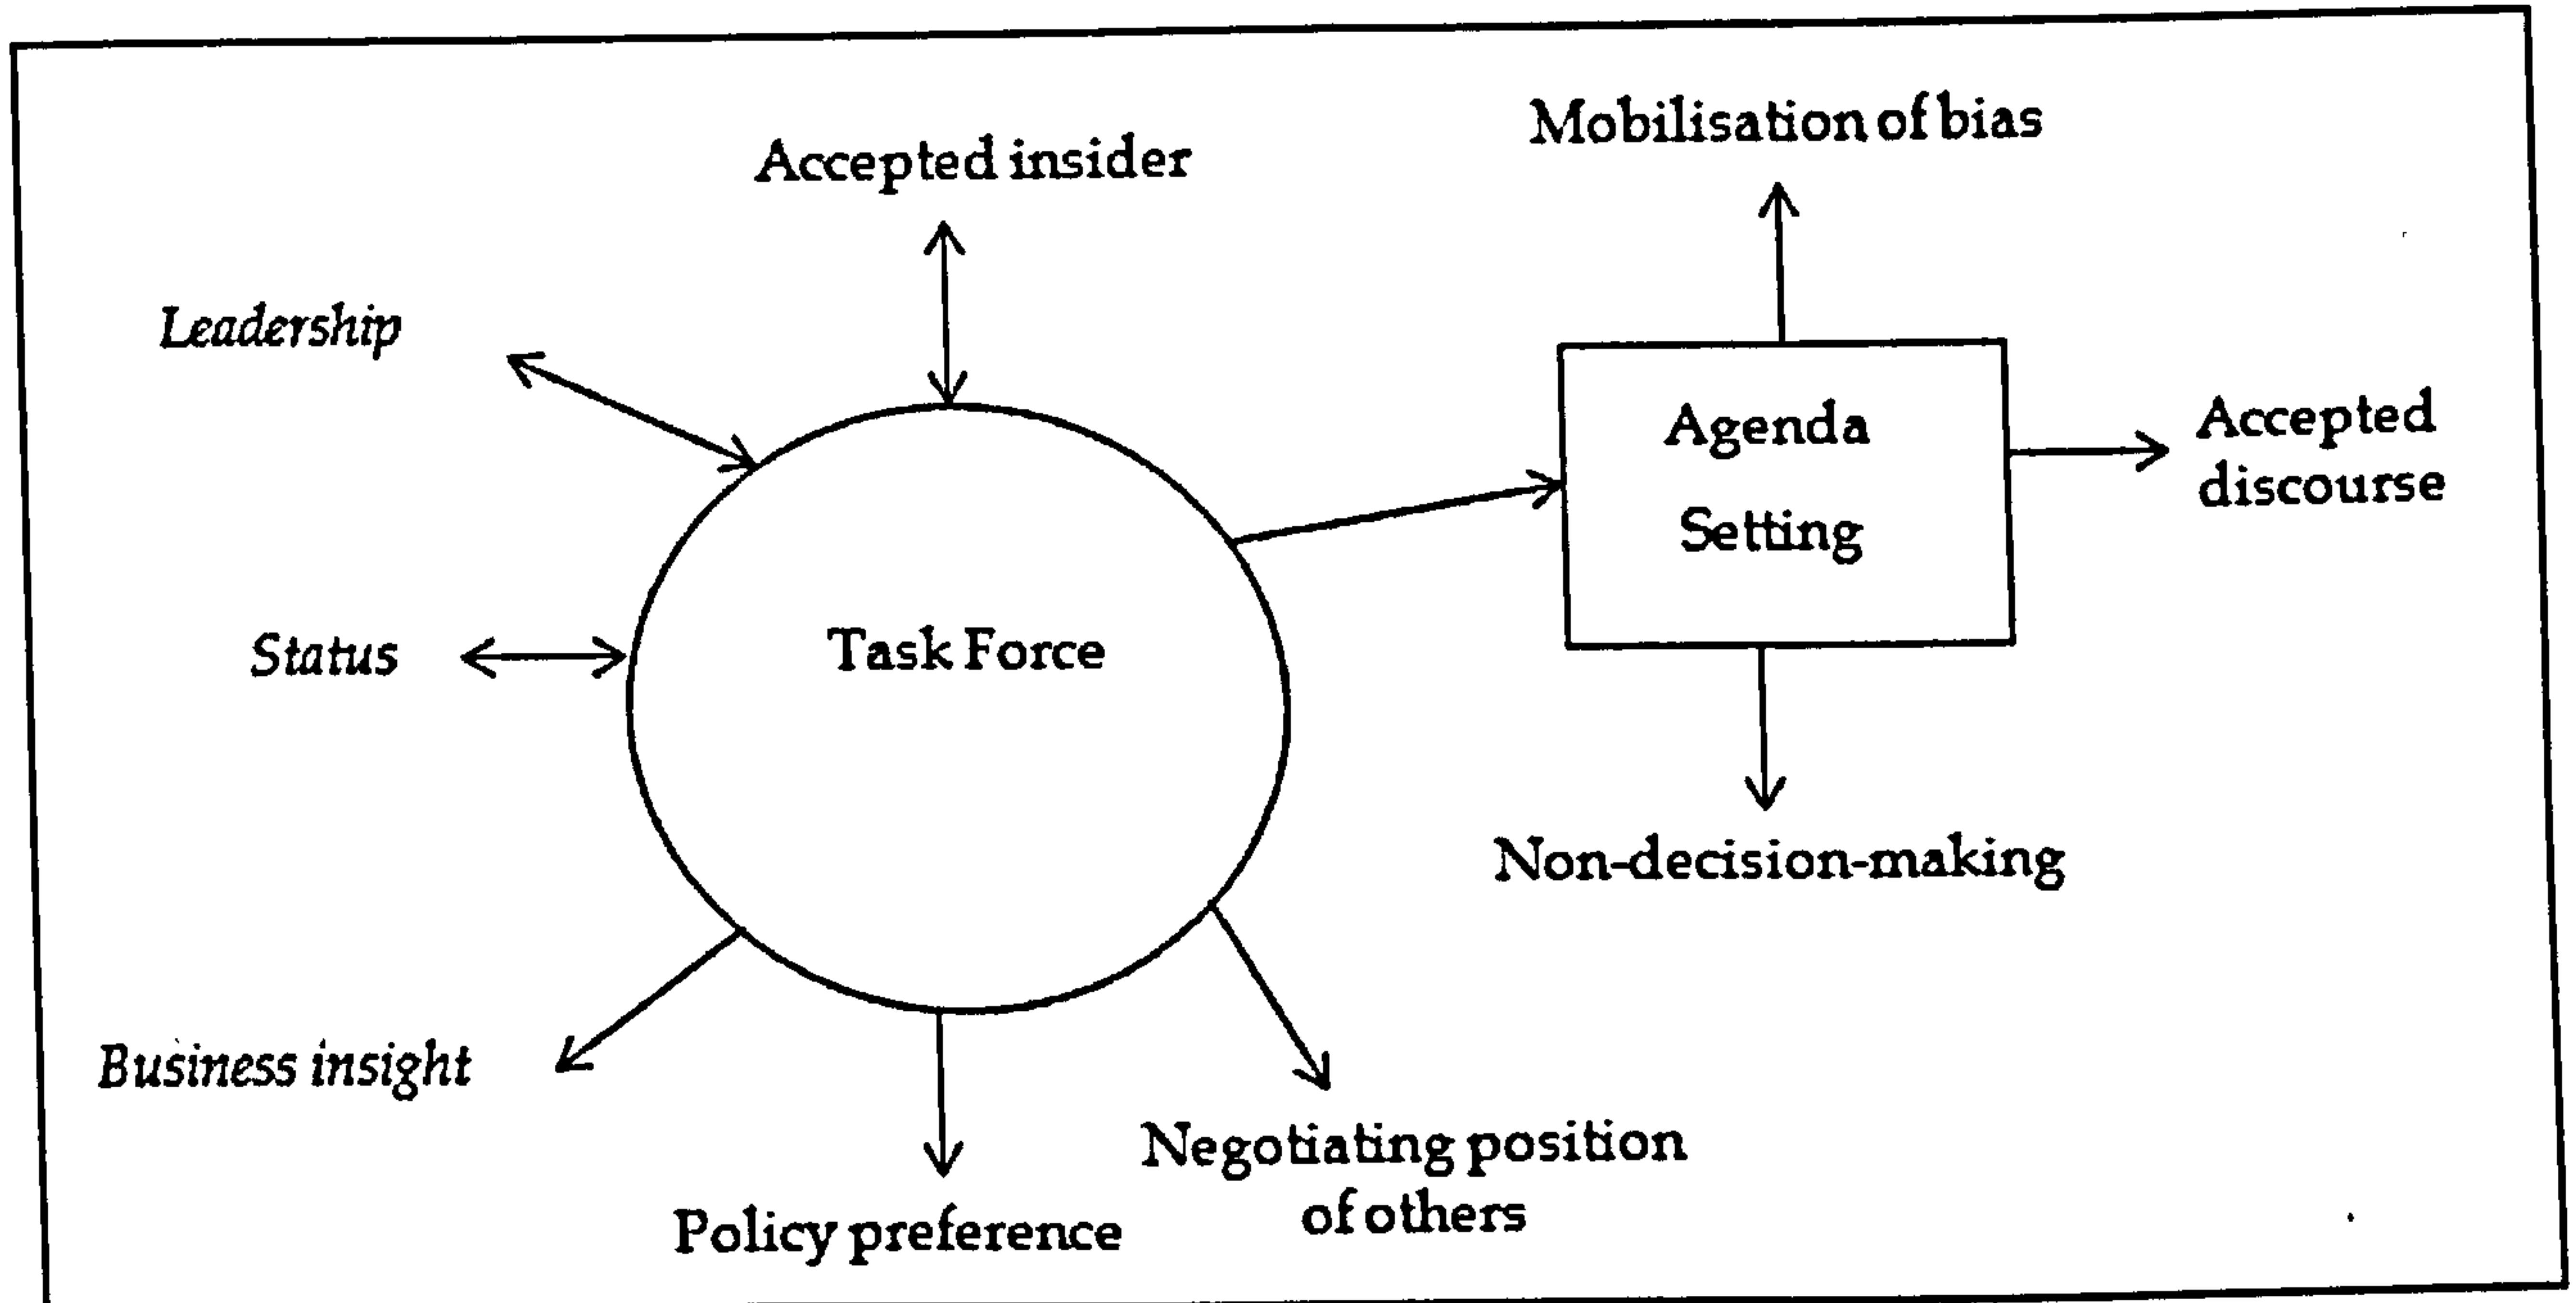 Mobilisation of bias
Accepted insider
Leadership
Accepted
discourse
Agenda
Setting
Status
Task Force
Non-decision-making
Business insight
Negotiating position
of others
Policy preference